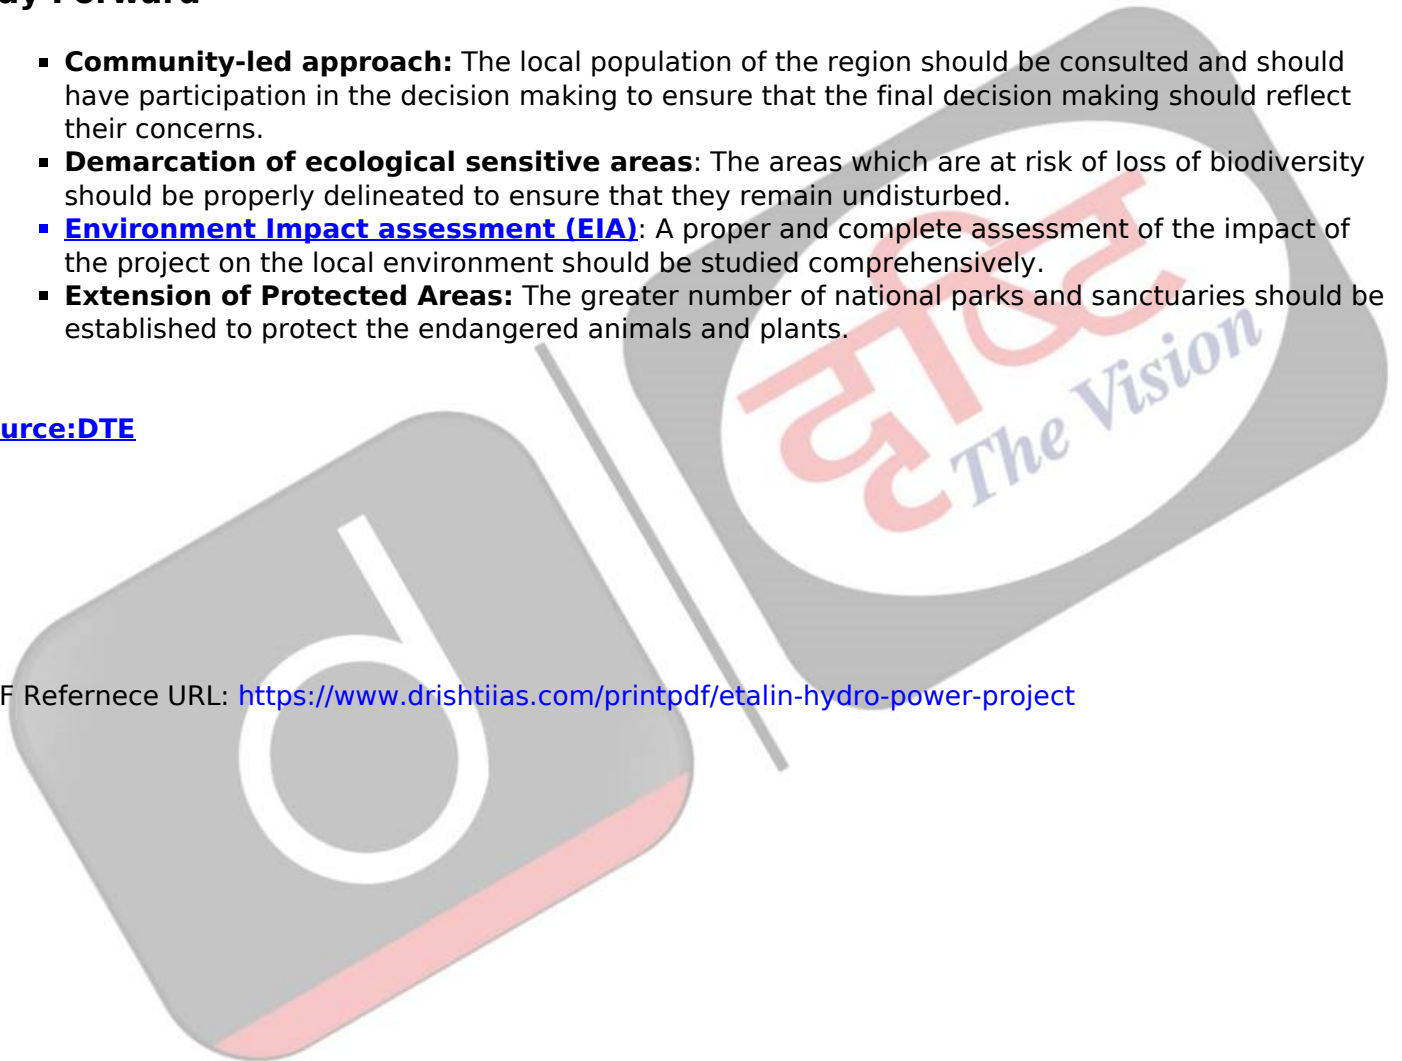 ay Forward
Community-led approach: The local population of the region should be consulted and should
have participation in the decision making to ensure that the final decision making should reflect
their concerns.
Demarcation of ecological sensitive areas: The areas which are at risk of loss of biodiversity
should be properly delineated to ensure that they remain undisturbed.
Environment Impact assessment (EIA): A proper and complete assessment of the impact of
the project on the local environment should be studied comprehensively.
Extension of Protected Areas: The greater number of national parks and sanctuaries should be
established to protect the endangered animals and plants.
दृष्टि
The Vision
urce:DTE
d
F Refernece URL: https://www.drishtiias.com/printpdf/etalin-hydro-power-project